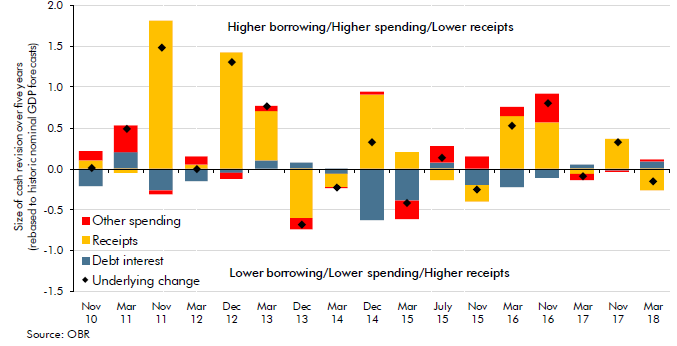 Size of cash revision over five years
(rebased to historic nominal GDP forecasts)
2.0
1.5
1.0
0.5
0.0
-0.5
-1.0
-1.5
Higher borrowing/Higher spending/Lower receipts
Other spending
Receipts
Debt interest
Underlying change
Lower borrowing/Lower spending/Higher receipts
Nov Mar Nov Mar Dec Mar Dec Mar Dec Mar July Nov Mar Nov Mar Nov Mar
10 11 11 12 12 13 13 14 14 15 15 15 16 16 17 17 18
Source: OBR